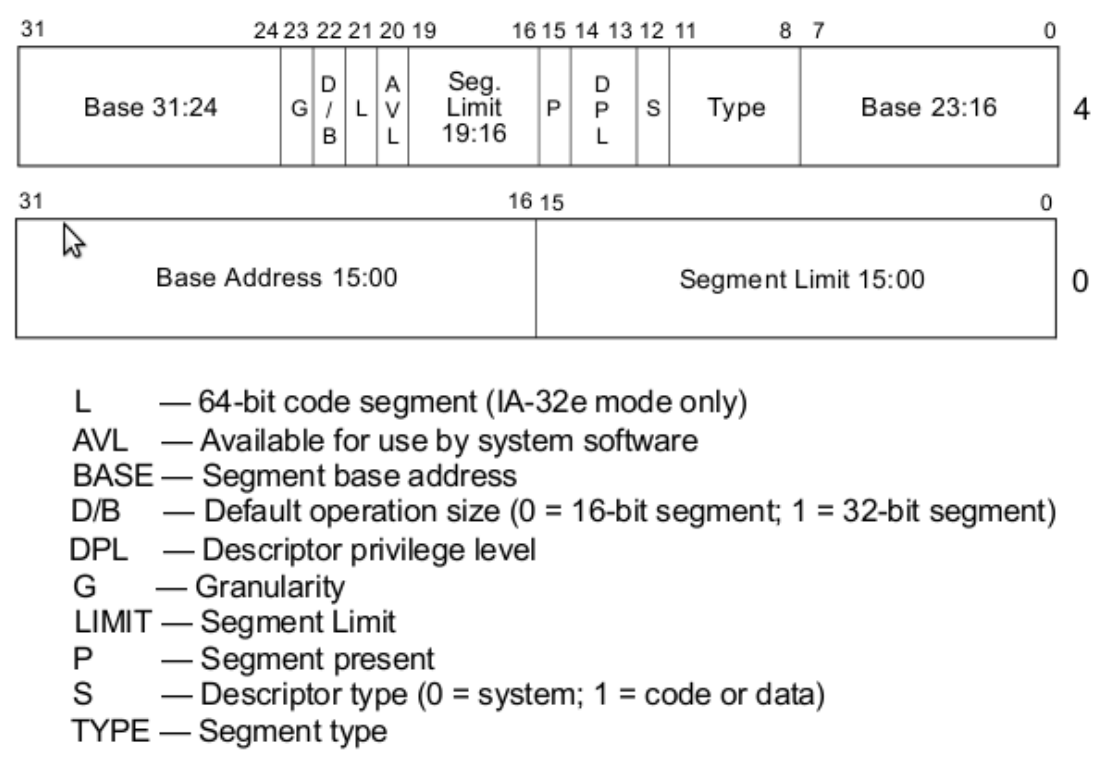 31 24 23 22 21 20 19 16 15 14 13 12 11 8 7 0
Base 31:24 G D/B L AVL Seg. Limit 19:16 P DPL S Type Base 23:16 4
31 16 15 0
Base Address 15:00 Segment Limit 15:00 0
L — 64-bit code segment (IA-32e mode only)
AVL — Available for use by system software
BASE — Segment base address
D/B — Default operation size (0 = 16-bit segment; 1 = 32-bit segment)
DPL — Descriptor privilege level
G — Granularity
LIMIT — Segment Limit
P — Segment present
S — Descriptor type (0 = system; 1 = code or data)
TYPE — Segment type